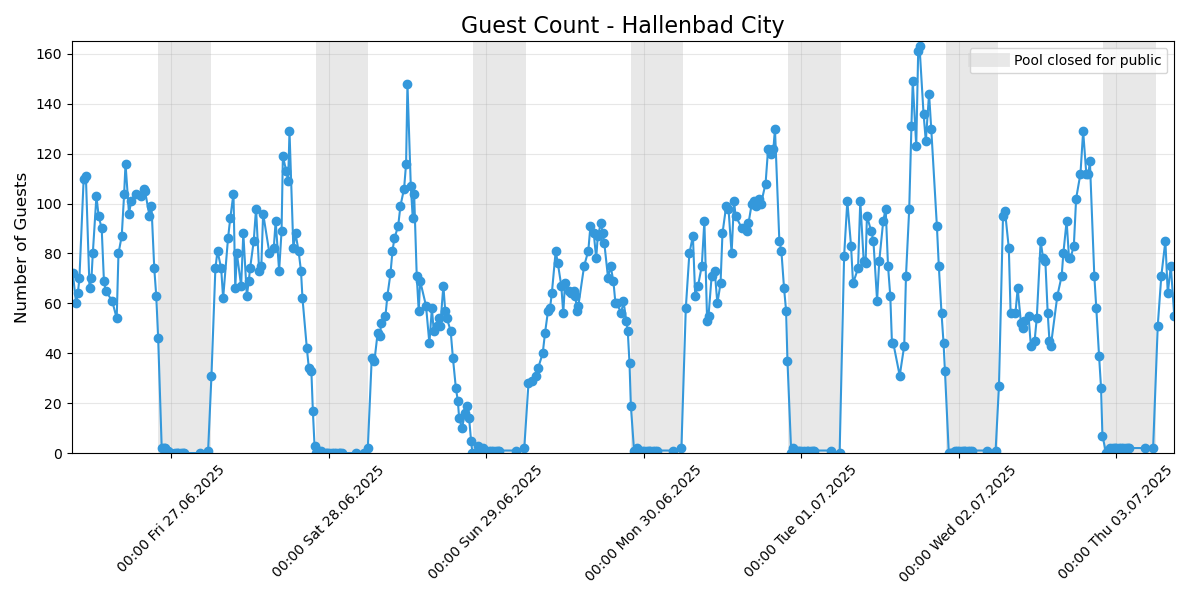 Guest Count - Hallenbad City
Pool closed for public
Number of Guests
160
140
120
100
80
60
40
20
0
00:00 Fri 27.06.2025
00:00 Sat 28.06.2025
00:00 Sun 29.06.2025
00:00 Mon 30.06.2025
00:00 Tue 01.07.2025
00:00 Wed 02.07.2025
00:00 Thu 03.07.2025